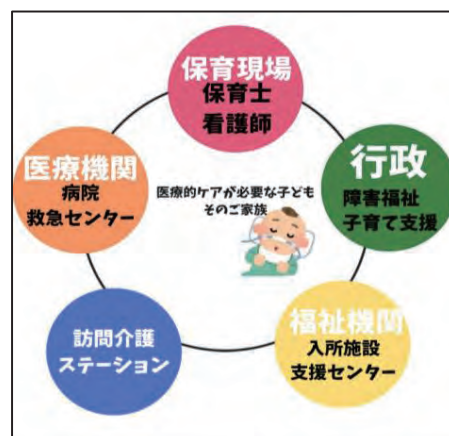 保育現場
保育士
看護師
医療機関
病院
救急センター
医療的ケアが必要な子ども
そのご家族
行政
障害福祉
子育て支援
訪問介護
ステーション
福祉機関
入所施設
支援センター